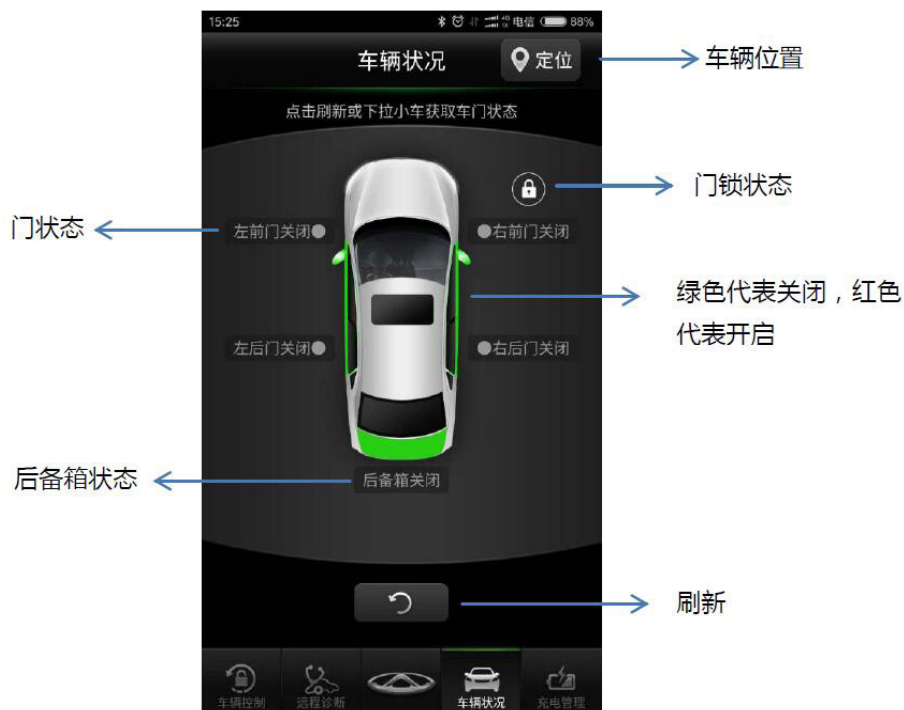 15:25
4G
电信
88%
车辆状况
定位
车辆位置
点击刷新或下拉小车获取车门状态
门锁状态
门状态
左前门关闭
右前门关闭
绿色代表关闭，红色
代表开启
左后门关闭
右后门关闭
后备箱状态
后备箱关闭
刷新
车辆控制
远程诊断
车辆状况
充电管理